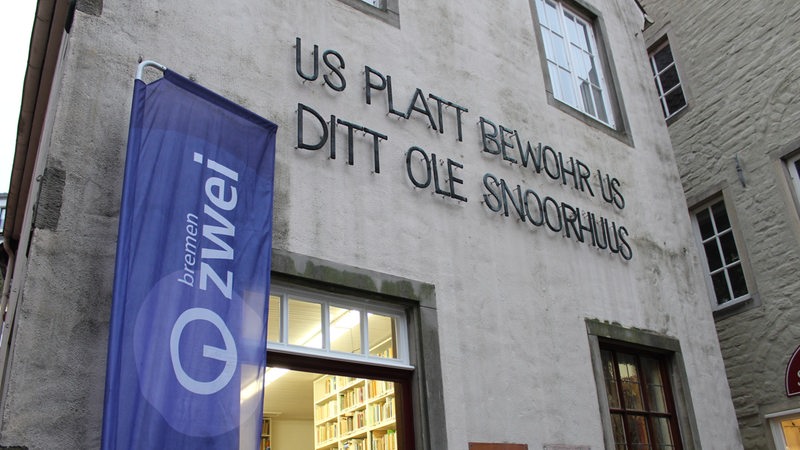 US PLATT BEWOHR US
DITT OLE SNOORHUUS
bremen
zwei